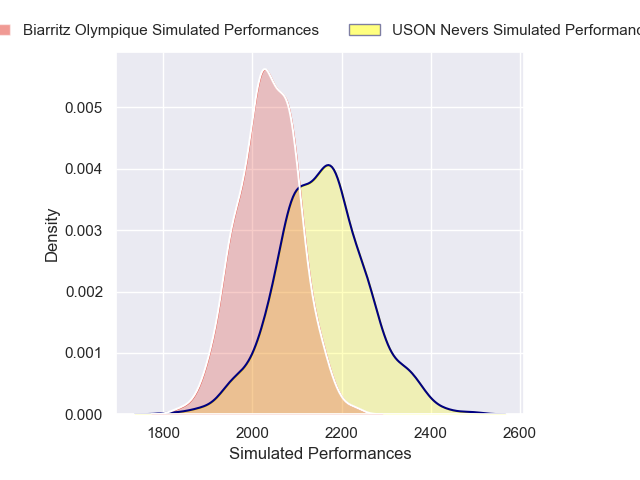 Biarritz Olympique Simulated Performances
USON Nevers Simulated
0.005
0.004
0.003
0.002
0.001
0.000
Density
1800 2000 2200 2400 2600
Simulated Performances